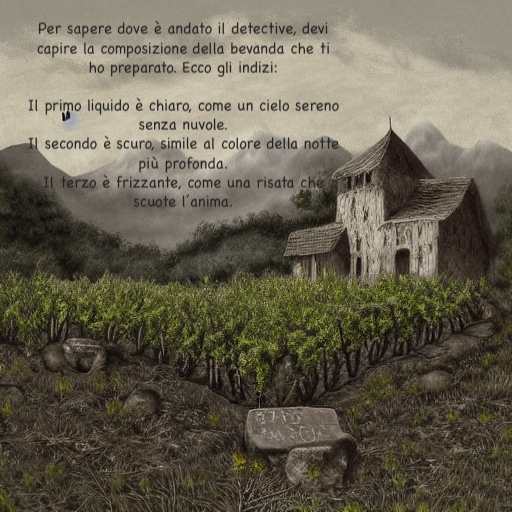 Per sapere dove è andato il detective, devi
capire la composizione della bevanda che ti
ho preparato. Ecco gli indizi:
Il primo liquido è chiaro, come un cielo sereno
senza nuvole.
Il secondo è scuro, simile al colore della notte
più profonda.
Il terzo è frizzante, come una risata che
scuote l'anima.